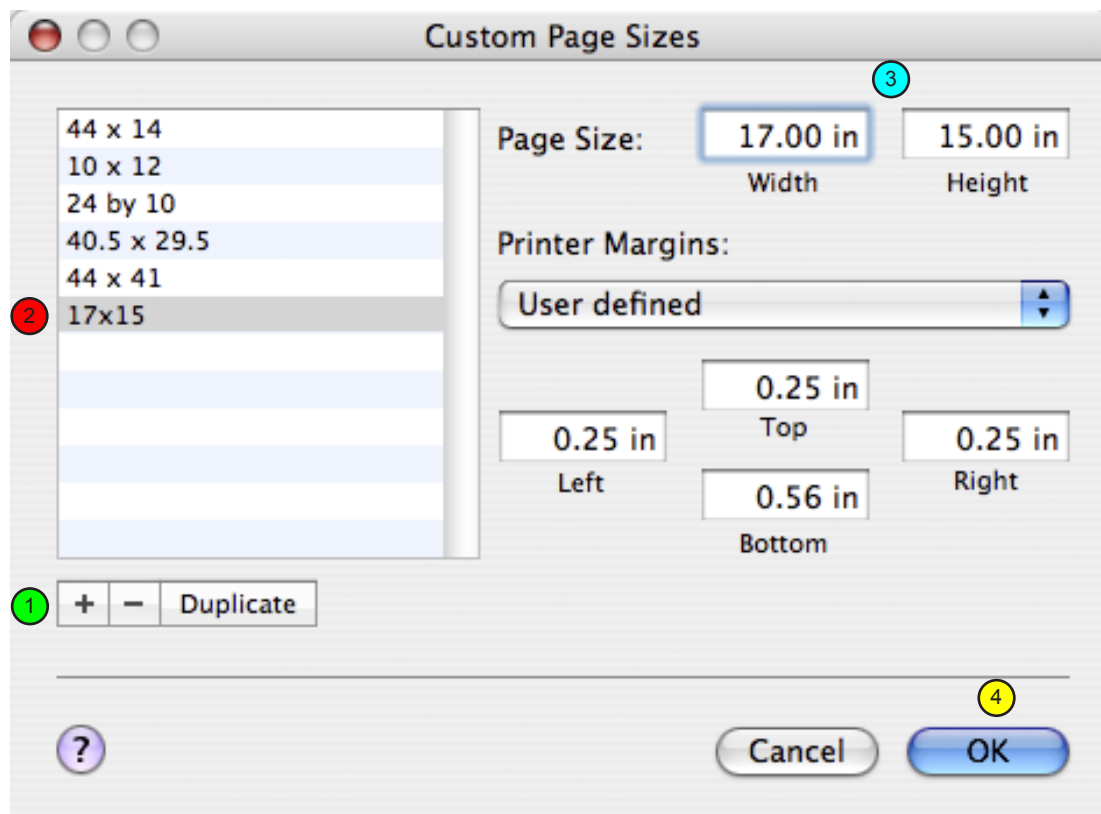 Custom Page Sizes
3
44 x 14
10 x 12
24 by 10
40.5 x 29.5
44 x 41
2
17x15
1
+ − Duplicate
Page Size:
17.00 in
15.00 in
Width
Height
Printer Margins:
User defined
0.25 in
Top
0.25 in
Left
0.25 in
Right
0.56 in
Bottom
4
?
Cancel
OK